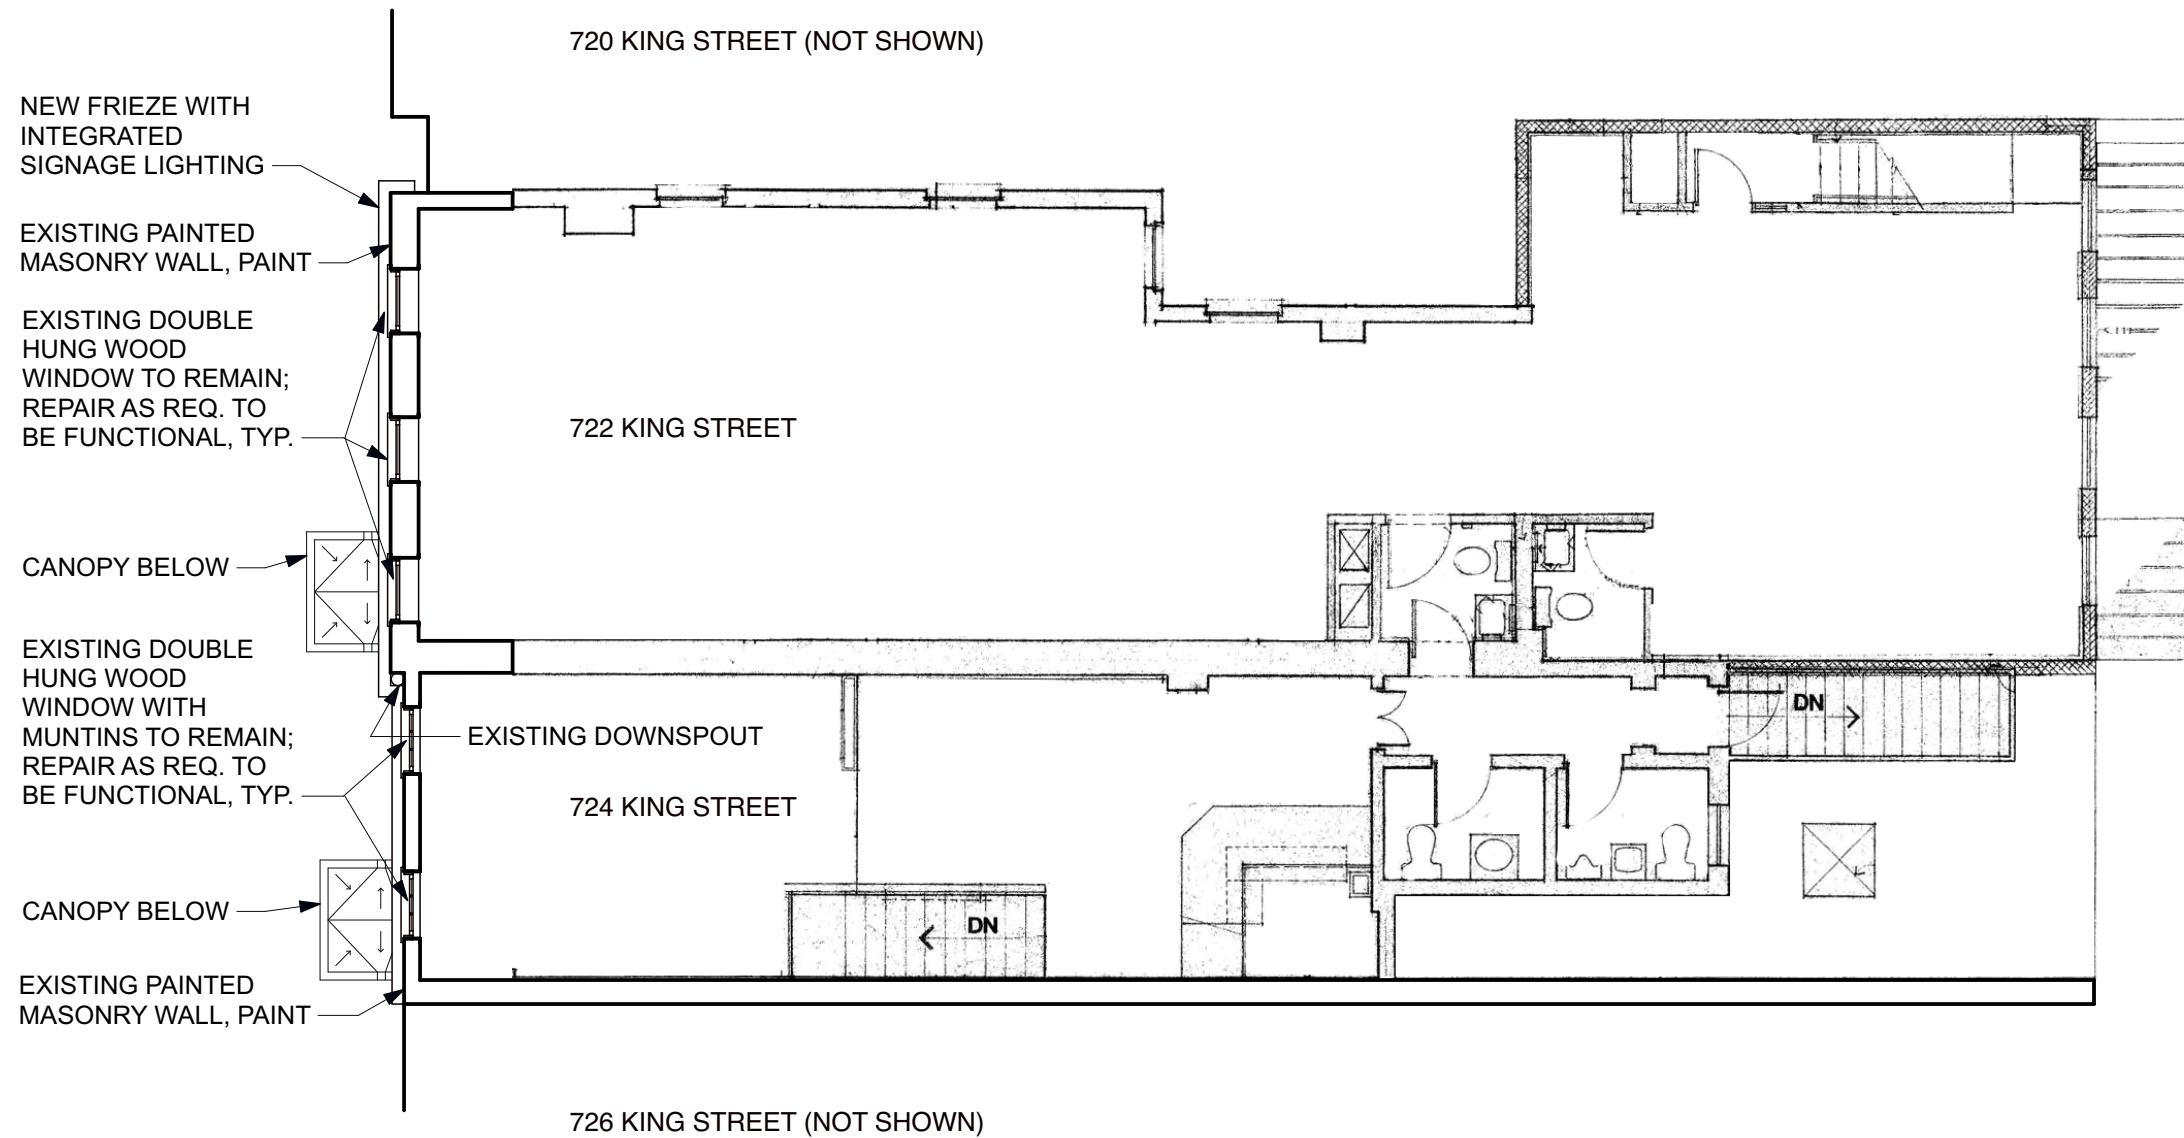 720 KING STREET (NOT SHOWN)
NEW FRIEZE WITH
INTEGRATED
SIGNAGE LIGHTING
EXISTING PAINTED
MASONRY WALL, PAINT
EXISTING DOUBLE
HUNG WOOD
WINDOW TO REMAIN;
REPAIR AS REQ. TO
BE FUNCTIONAL, TYP.
722 KING STREET
CANOPY BELOW
EXISTING DOUBLE
HUNG WOOD
WINDOW WITH
MUNTINS TO REMAIN;
REPAIR AS REQ. TO
BE FUNCTIONAL, TYP.
EXISTING DOWNSPOUT
DN
724 KING STREET
CANOPY BELOW
DN
EXISTING PAINTED
MASONRY WALL, PAINT
726 KING STREET (NOT SHOWN)